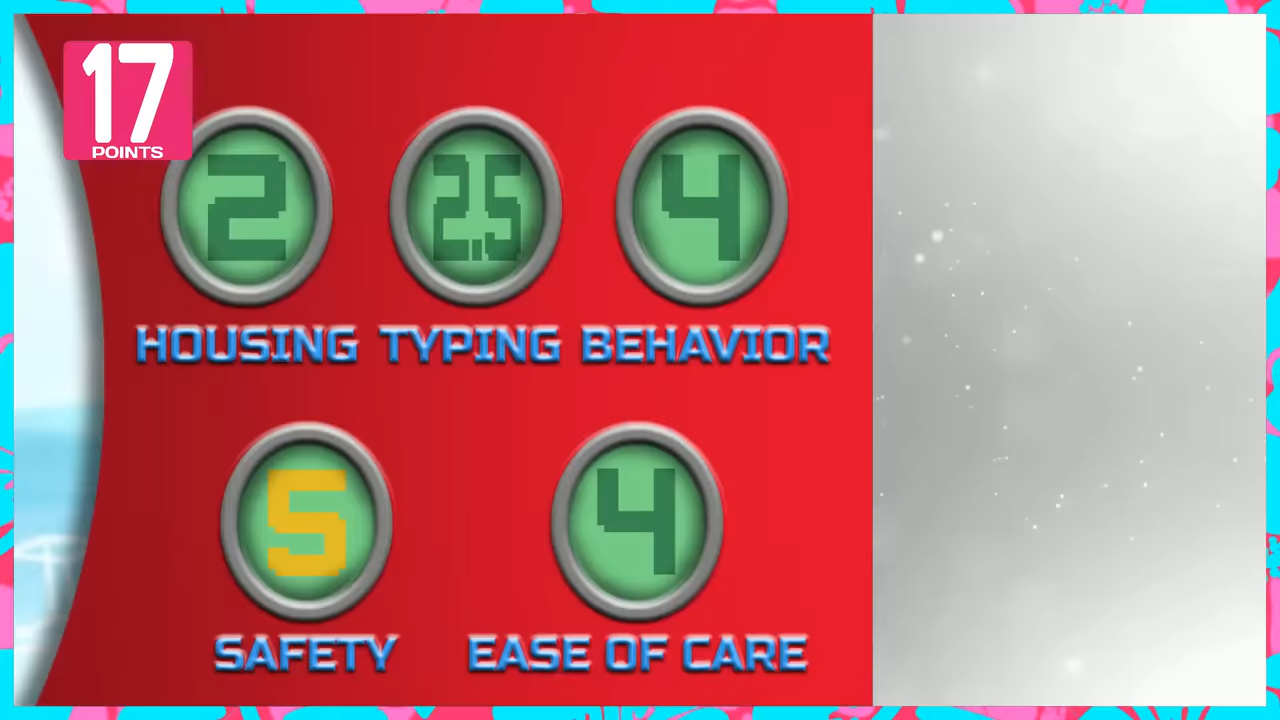 17
POINTS
2 2.5 4
HOUSING TYPING BEHAVIOR
5 4
SAFETY EASE OF CARE